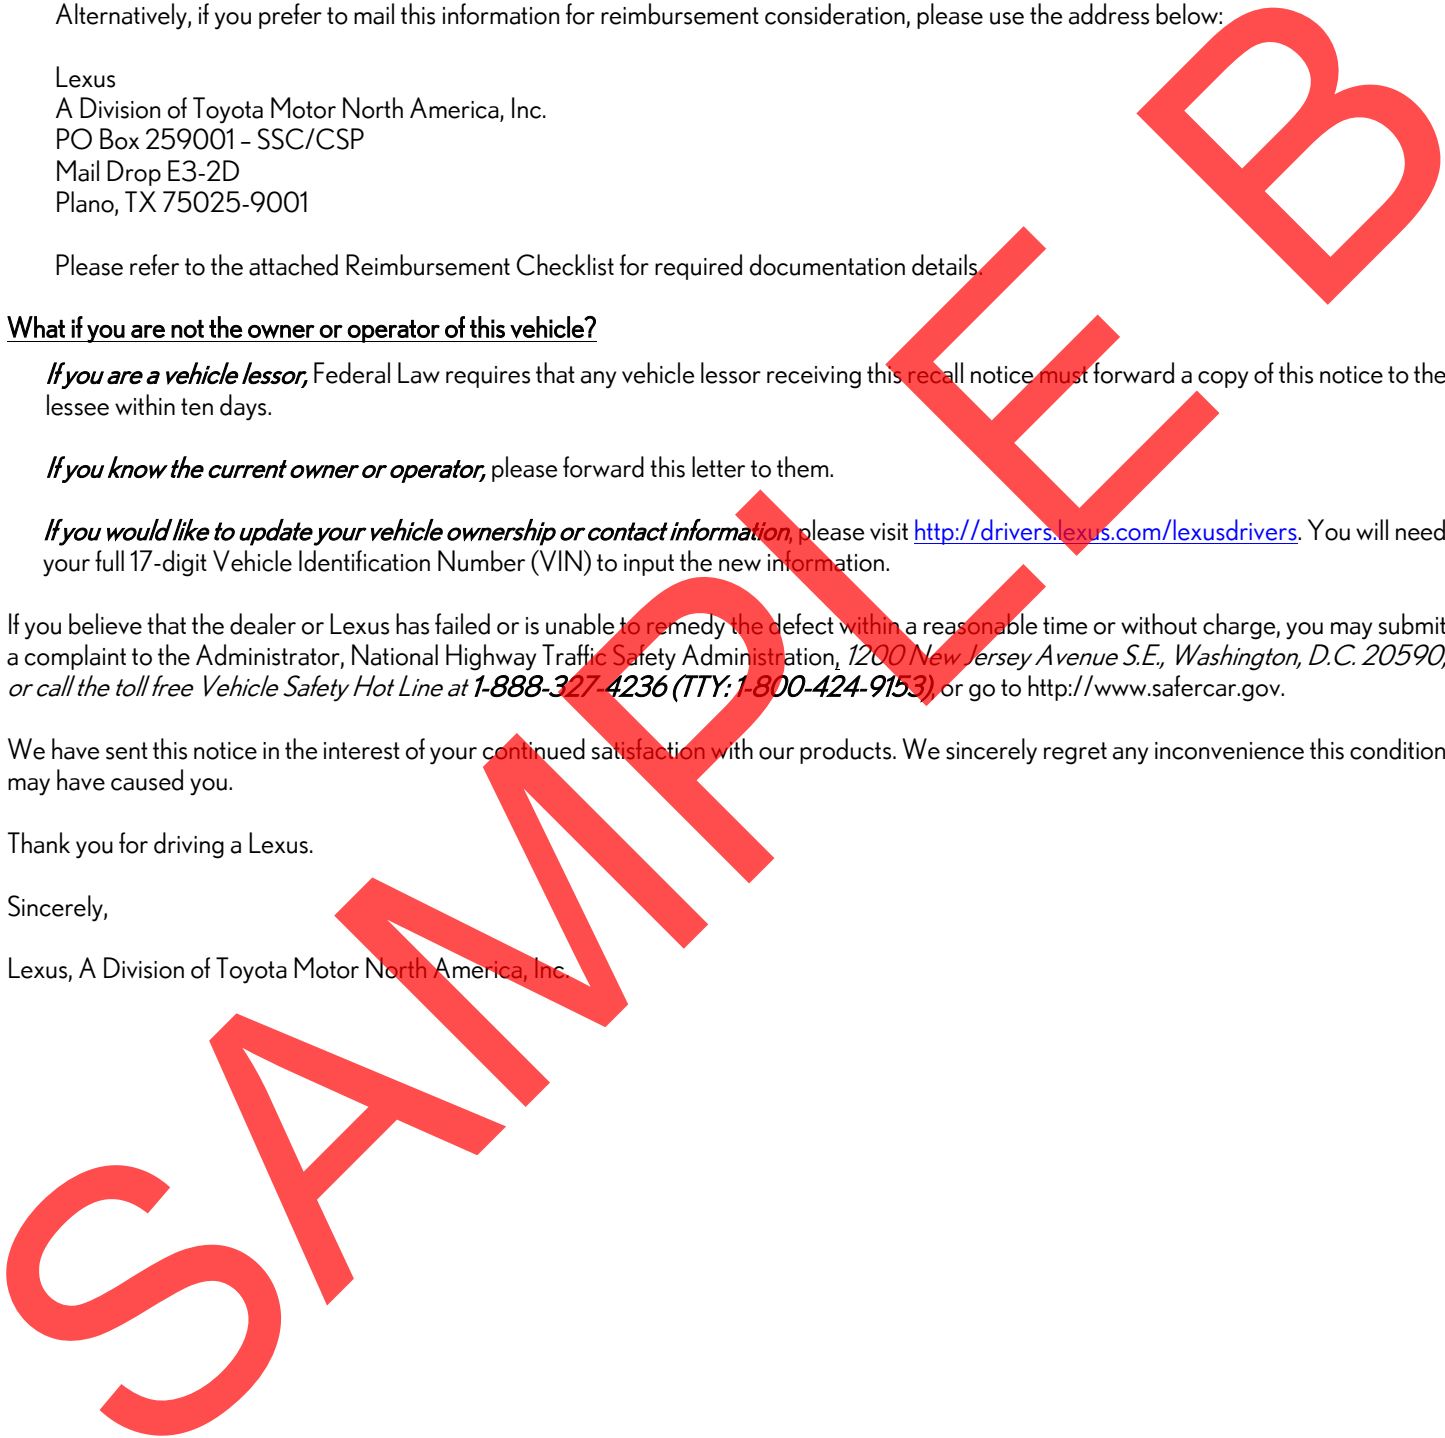 Alternatively, if you prefer to mail this information for reimbursement consideration, please use the address below:
Lexus
A Division of Toyota Motor North America, Inc.
PO Box 259001 – SSC/CSP
Mail Drop E3-2D
Plano, TX 75025-9001
Please refer to the attached Reimbursement Checklist for required documentation details.
What if you are not the owner or operator of this vehicle?
If you are a vehicle lessor, Federal Law requires that any vehicle lessor receiving this recall notice must forward a copy of this notice to the
lessee within ten days.
If you know the current owner or operator, please forward this letter to them.
If you would like to update your vehicle ownership or contact information, please visit http://drivers.lexus.com/lexusdrivers. You will need
your full 17-digit Vehicle Identification Number (VIN) to input the new information.
If you believe that the dealer or Lexus has failed or is unable to remedy the defect within a reasonable time or without charge, you may submit
a complaint to the Administrator, National Highway Traffic Safety Administration, 1200 New Jersey Avenue S.E., Washington, D.C. 20590,
or call the toll free Vehicle Safety Hot Line at 1-888-327-4236 (TTY: 1-800-424-9153), or go to http://www.safercar.gov.
We have sent this notice in the interest of your continued satisfaction with our products. We sincerely regret any inconvenience this condition
may have caused you.
Thank you for driving a Lexus.
Sincerely,
Lexus, A Division of Toyota Motor North America, Inc.
SAMPLE B